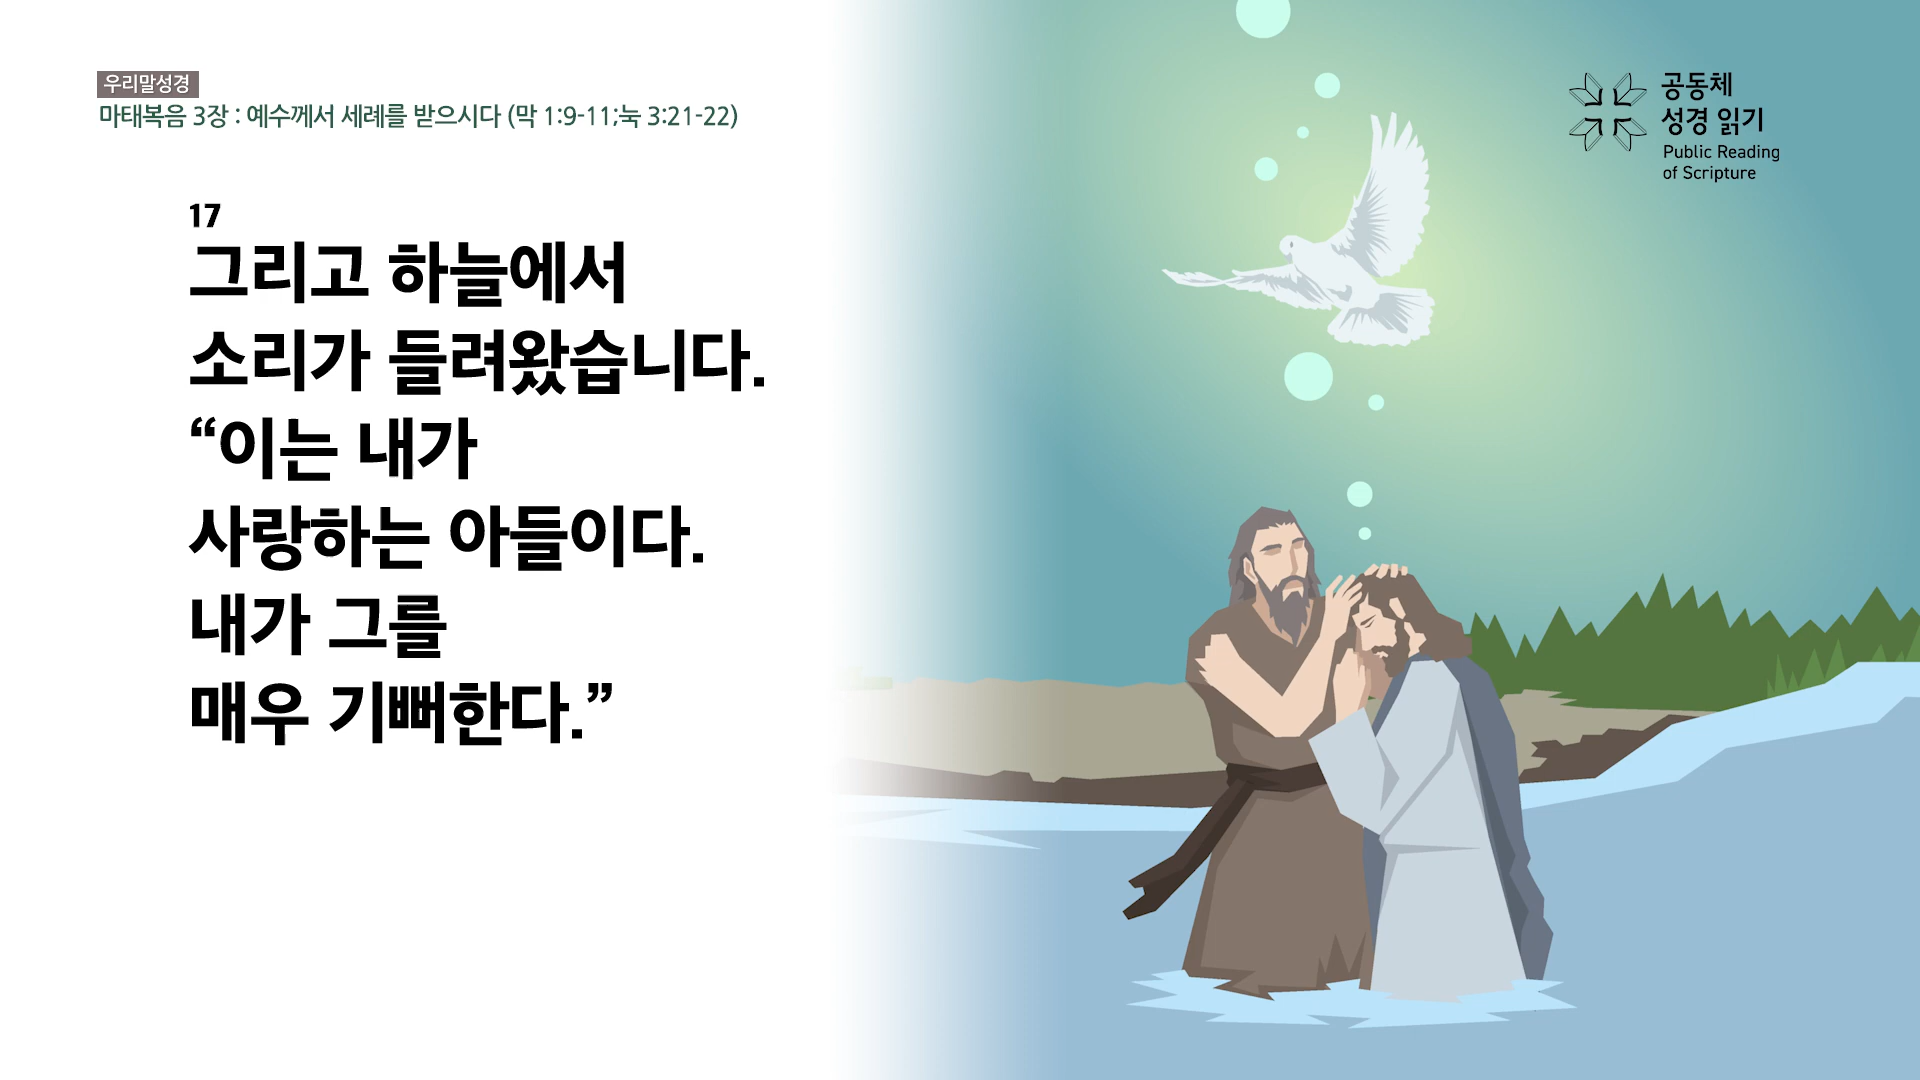 우리말성경
마태복음 3장 : 예수께서 세례를 받으시다 (막 1:9-11;눅 3:21-22)
17
그리고 하늘에서
소리가 들려왔습니다.
“이는 내가
사랑하는 아들이다.
내가 그를
매우 기뻐한다.”
공동체
성경 읽기
Public Reading
of Scripture